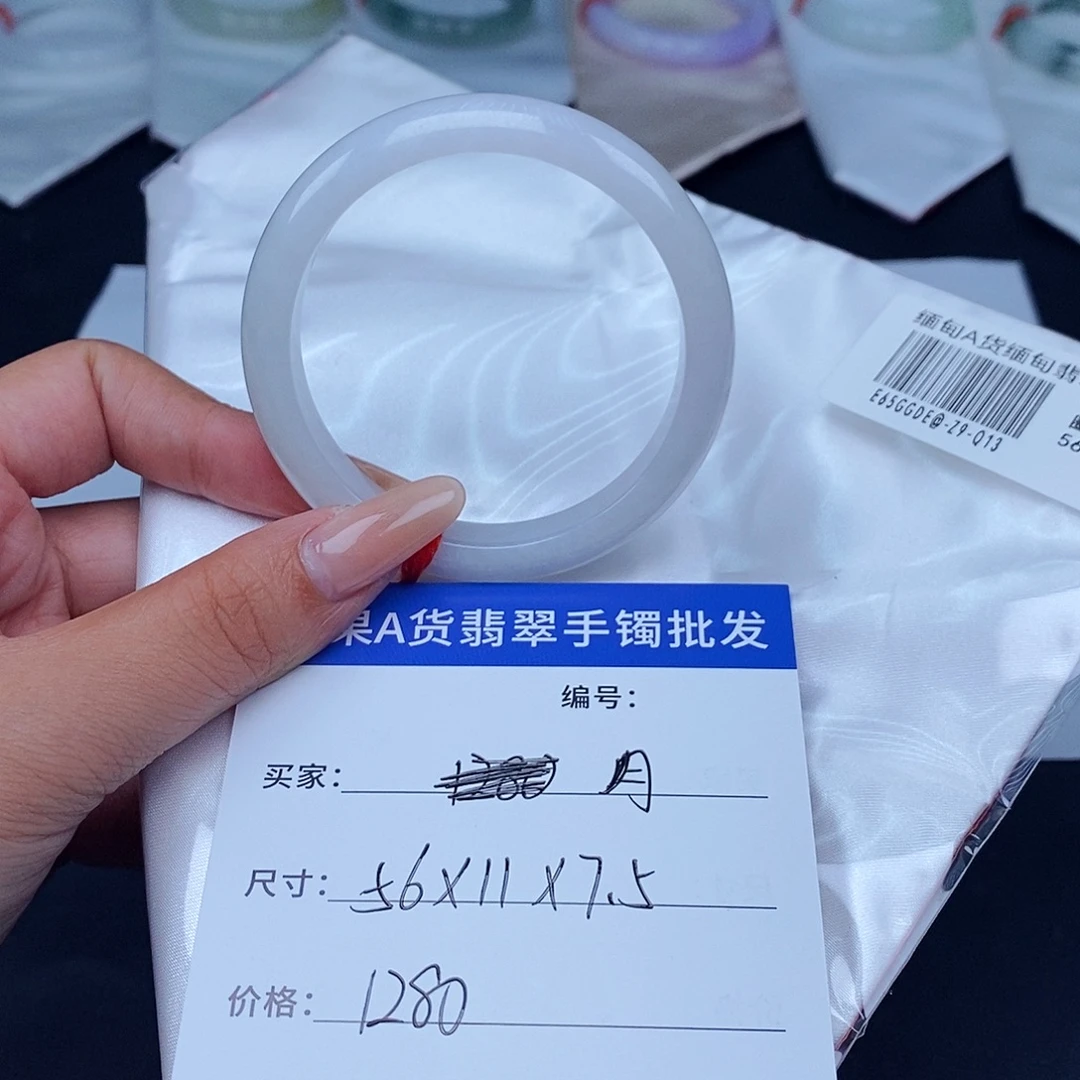 缅甸A货缅甸翡
E65GGDE@-Z9-Q13
56
果A货翡翠手镯批发
编号：
买家： 1280 月
尺寸： 56X11X7.5
价格： 1280